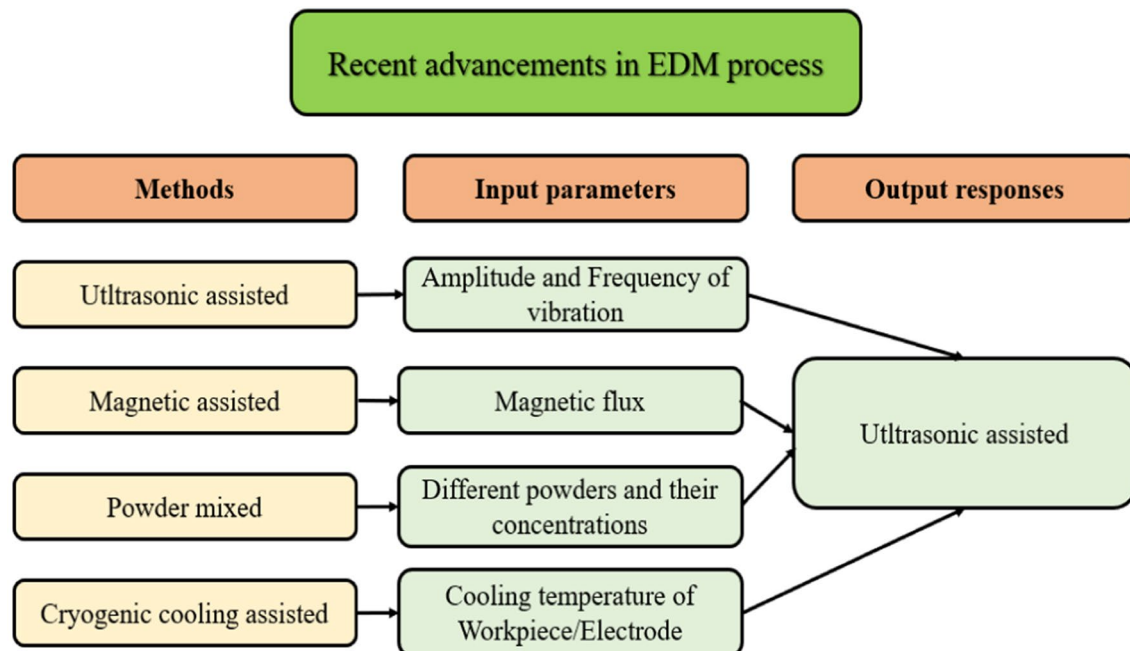 Recent advancements in EDM process
Methods
Input parameters
Output responses
Utltrasonic assisted
Amplitude and Frequency of
vibration
Magnetic assisted
Magnetic flux
Utltrasonic assisted
Powder mixed
Different powders and their
concentrations
Cryogenic cooling assisted
Cooling temperature of
Workpiece/Electrode